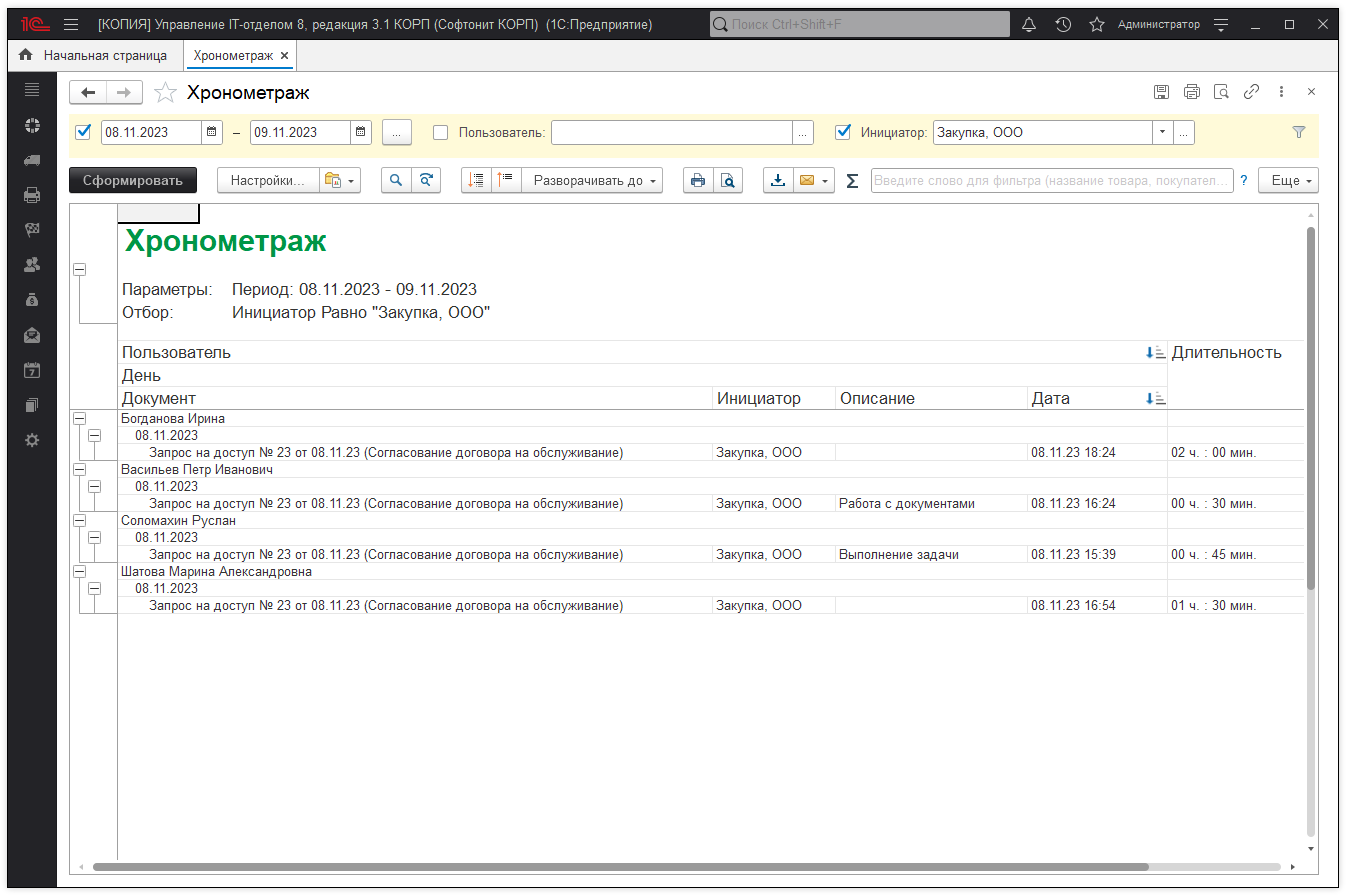 1С [КОПИЯ] Управление IT-отделом 8, редакция 3.1 КОРП (Софтонит КОРП) (1С:Предприятие) Поиск Ctrl+Shift+F Администратор
Начальная страница Хронометраж
Хронометраж
08.11.2023 – 09.11.2023 ... Пользователь: ... Инициатор: Закупка, ООО ...
Сформировать Настройки... Разворачивать до Σ Введите слово для фильтра (название товара, покупател... ? Еще
Хронометраж
Параметры: Период: 08.11.2023 - 09.11.2023
Отбор: Инициатор Равно "Закупка, ООО"
Пользователь Длительность
День
Документ Инициатор Описание Дата
Богданова Ирина
08.11.2023
Запрос на доступ № 23 от 08.11.23 (Согласование договора на обслуживание) Закупка, ООО 08.11.23 18:24 02 ч. : 00 мин.
Васильев Петр Иванович
08.11.2023
Запрос на доступ № 23 от 08.11.23 (Согласование договора на обслуживание) Закупка, ООО Работа с документами 08.11.23 16:24 00 ч. : 30 мин.
Соломахин Руслан
08.11.2023
Запрос на доступ № 23 от 08.11.23 (Согласование договора на обслуживание) Закупка, ООО Выполнение задачи 08.11.23 15:39 00 ч. : 45 мин.
Шатова Марина Александровна
08.11.2023
Запрос на доступ № 23 от 08.11.23 (Согласование договора на обслуживание) Закупка, ООО 08.11.23 16:54 01 ч. : 30 мин.